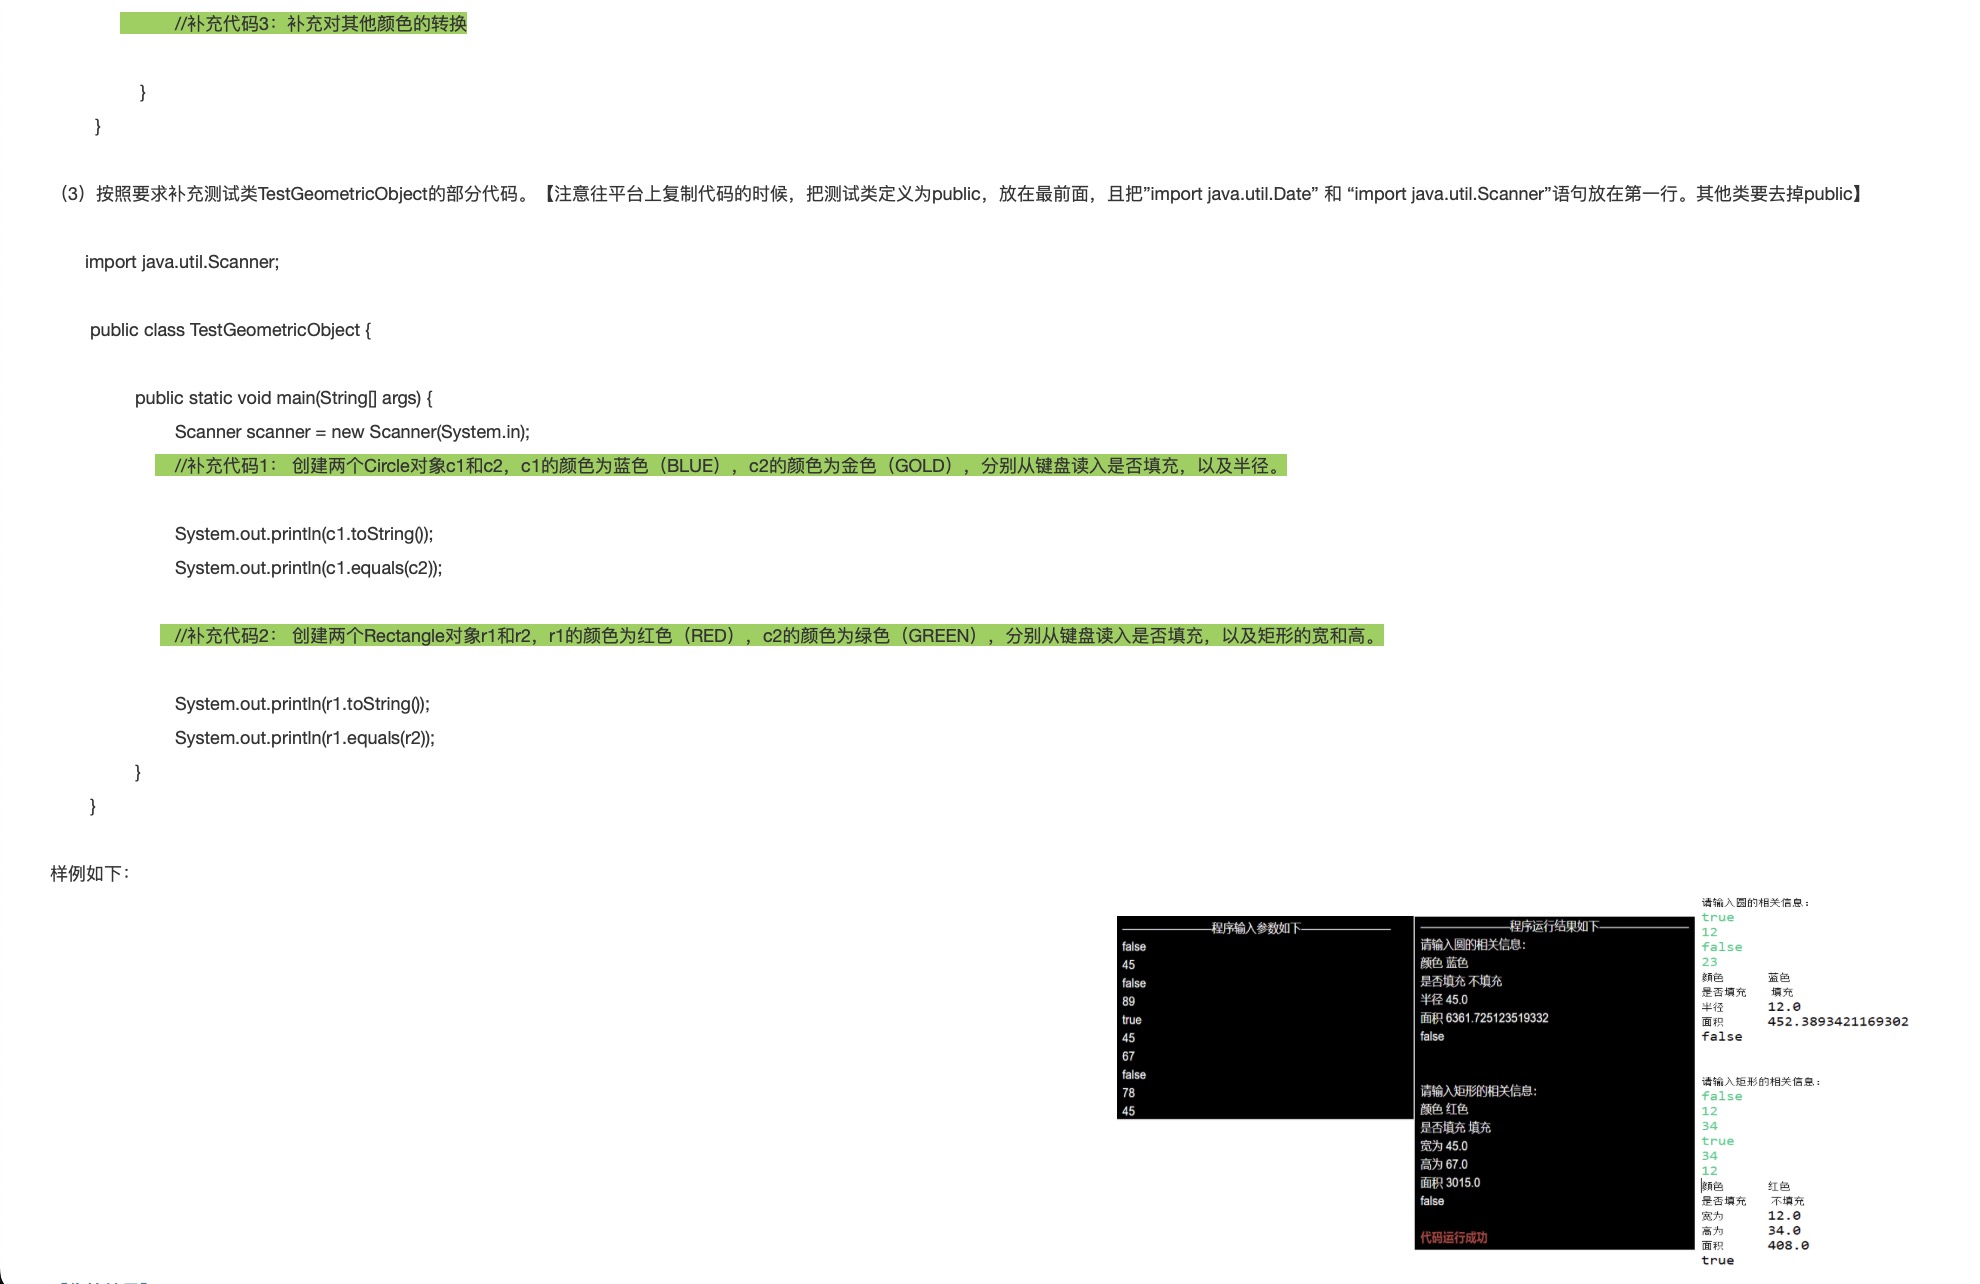 //补充代码3：补充对其他颜色的转换
}
}
（3）按照要求补充测试类TestGeometricObject的部分代码。【注意往平台上复制代码的时候，把测试类定义为public，放在最前面，且把”import java.util.Date” 和 “import java.util.Scanner”语句放在第一行。其他类要去掉public】
import java.util.Scanner;
public class TestGeometricObject {
public static void main(String[] args) {
Scanner scanner = new Scanner(System.in);
//补充代码1： 创建两个Circle对象c1和c2，c1的颜色为蓝色（BLUE），c2的颜色为金色（GOLD），分别从键盘读入是否填充，以及半径。
System.out.println(c1.toString());
System.out.println(c1.equals(c2));
//补充代码2： 创建两个Rectangle对象r1和r2，r1的颜色为红色（RED），c2的颜色为绿色（GREEN），分别从键盘读入是否填充，以及矩形的宽和高。
System.out.println(r1.toString());
System.out.println(r1.equals(r2));
}
}
样例如下：
程序输入参数如下
false
45
false
89
true
45
67
false
78
45
程序运行结果如下
请输入圆的相关信息：
颜色 蓝色
是否填充 不填充
半径 45.0
面积 6361.725123519332
false
请输入矩形的相关信息：
颜色 红色
是否填充 填充
宽为 45.0
高为 67.0
面积 3015.0
false
代码运行成功
请输入圆的相关信息：
true
12
false
23
颜色 蓝色
是否填充 填充
半径 12.0
面积 452.3893421169302
false
请输入矩形的相关信息：
false
12
34
true
34
12
颜色 红色
是否填充 不填充
宽为 12.0
高为 34.0
面积 408.0
true